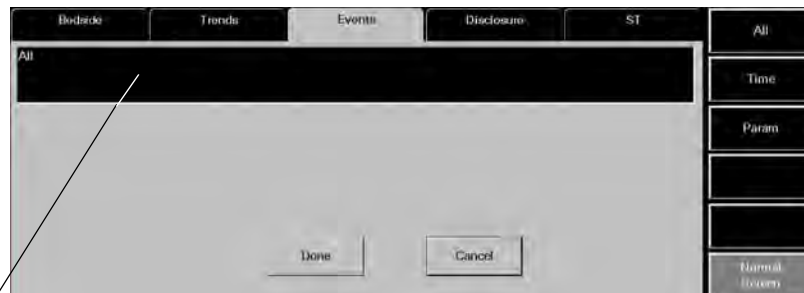 Bedside Trends Events Disclosure ST
All
All
Time
Param
Done Cancel
Normal
Screen